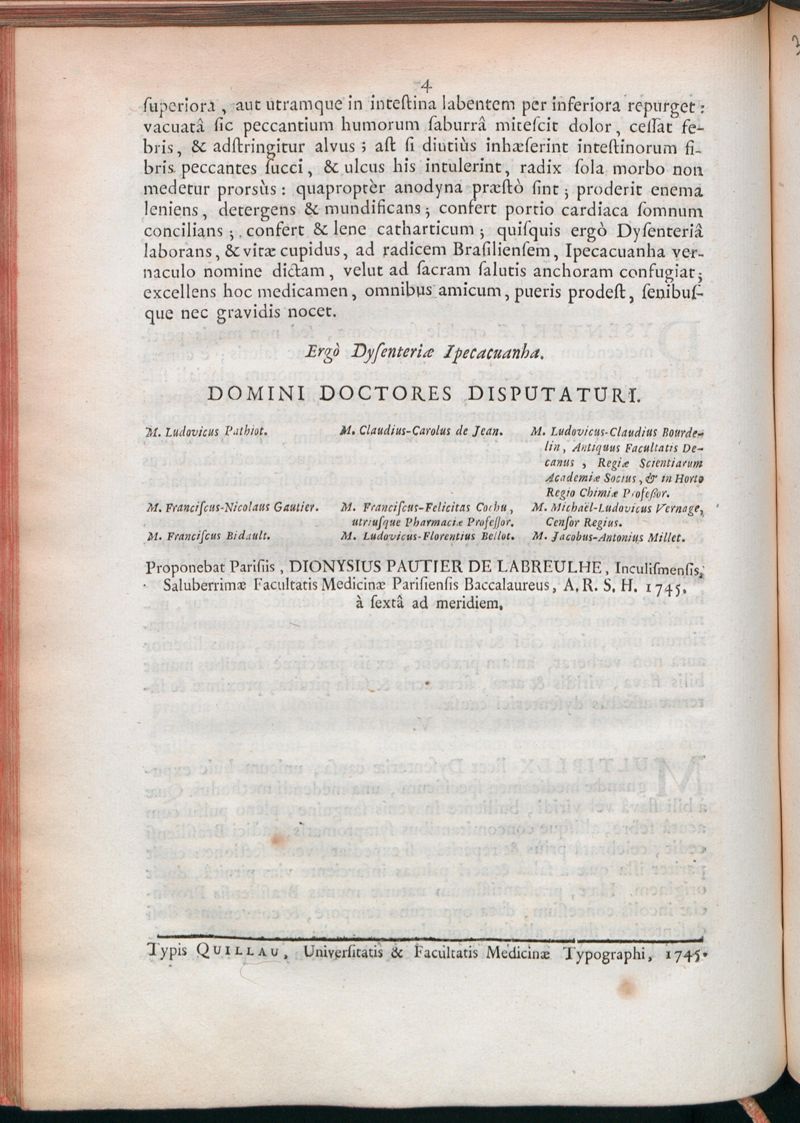 4
ſuperiora, aut utramque in inteſtina labentem per inferiora repurget :
vacuatâ ſic peccantium humorum ſaburrâ miteſcit dolor, ceſſat fe-
bris, & adſtringitur alvus ; aſt ſi diutiùs inhæſerint inteſtinorum fi-
bris peccantes ſucci, & ulcus his intulerint, radix ſola morbo non
medetur prorsùs : quapropter anodyna præſtò ſint ; proderit enema
leniens, detergens & mundificans ; confert portio cardiaca ſomnum
concilians ; confert & lene catharticum ; quiſquis ergò Dyſenteriâ
laborans, & vitæ cupidus, ad radicem Braſilienſem, Ipecacuanha ver-
naculo nomine dictam, velut ad ſacram ſalutis anchoram confugiat ;
excellens hoc medicamen, omnibus amicum, pueris prodeſt, ſenibuſ-
que nec gravidis nocet.
Ergò Dyſenteriæ Ipecacuanha.
DOMINI DOCTORES DISPUTATURI.
M. Ludovicus Pathiot.
M. Claudius-Carolus de Jean.
M. Ludovicus-Claudius Bourde-
lin, Antiquus Facultatis De-
canus, Regiæ Scientiarum
Academiæ Socius, & in Horto
Regio Chimiæ Profeſſor.
M. Franciſcus-Nicolaus Gautier.
M. Franciſcus-Felicitas Cochu,
utriuſque Pharmaciæ Profeſſor.
M. Michaël-Ludovicus Vernage,
Cenſor Regius.
M. Franciſcus Bidault.
M. Ludovicus-Florentius Bellot.
M. Jacobus-Antonius Millet.
Proponebat Pariſiis, DIONYSIUS PAUTIER DE LABREULHE, Inculiſmenſis,
Saluberrimæ Facultatis Medicinæ Pariſienſis Baccalaureus, A. R. S. H. 1745.
à ſextâ ad meridiem.
Typis QUILLAU, Univerſitatis & Facultatis Medicinæ Typographi, 1745.